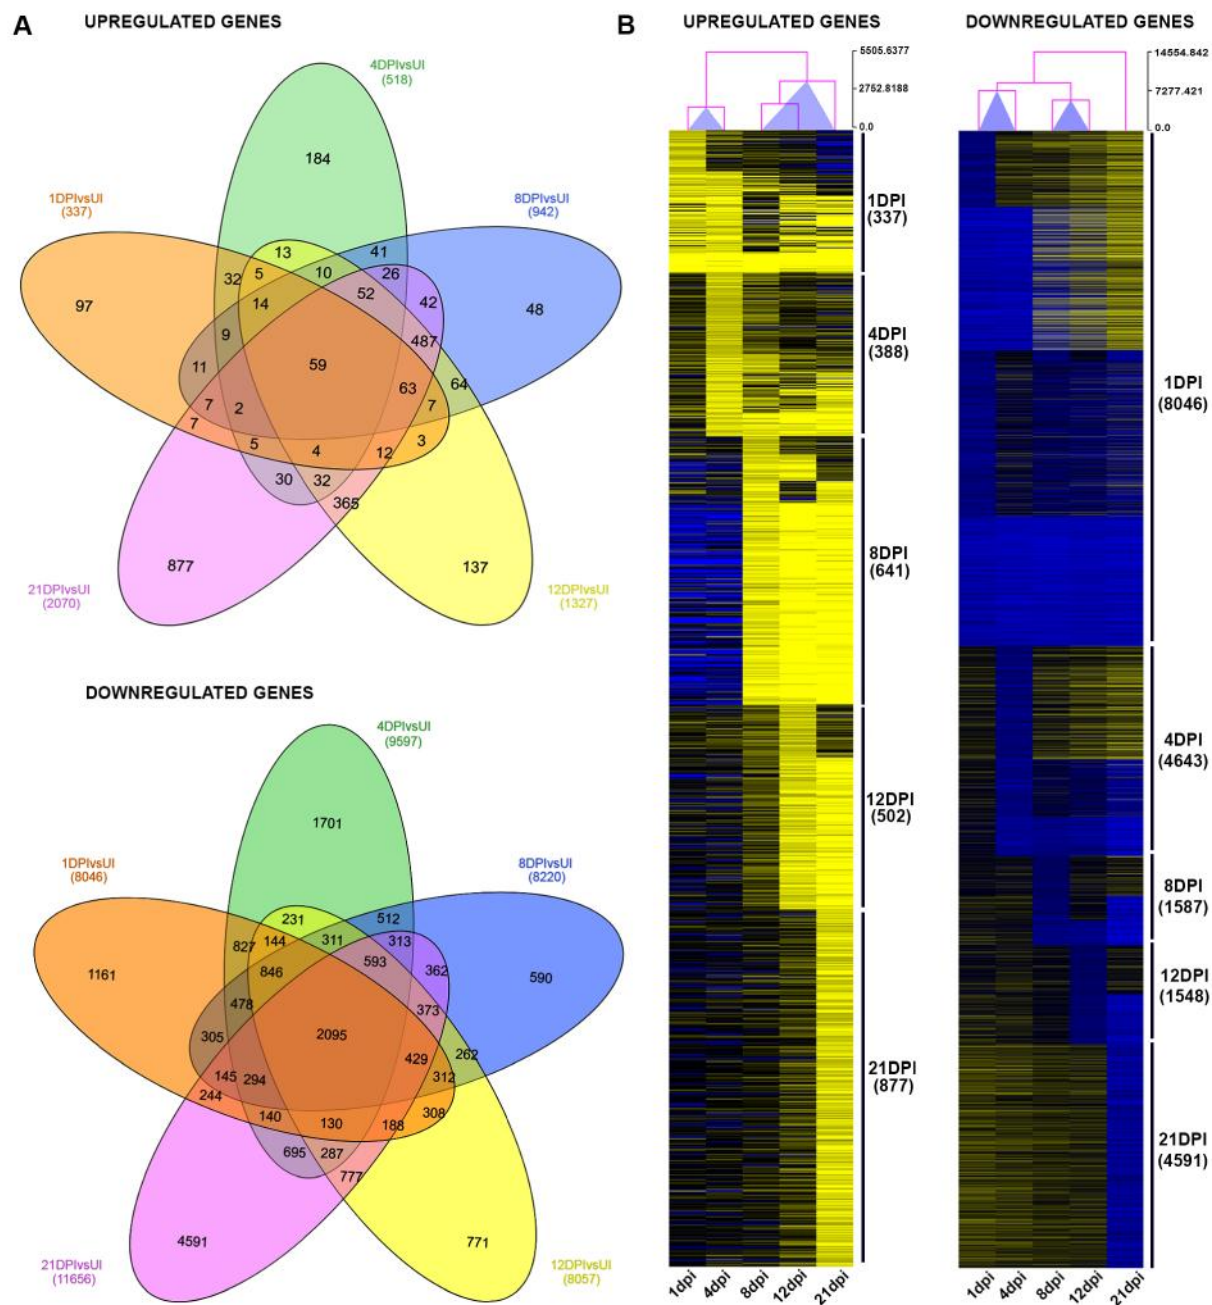 A
UPREGULATED GENES
4DPIvsUI
(518)
184
1DPIvsUI
(337)
8DPIvsUI
(942)
13
41
32
5
10
26
97
14
52
42
48
9
487
11
59
63
64
7
2
7
7
3
5
4
12
30
32
365
877
137
21DPIvsUI
(2070)
12DPIvsUI
(1327)
DOWNREGULATED GENES
4DPIvsUI
(9597)
1701
1DPIvsUI
(8046)
8DPIvsUI
(8220)
231
512
827
144
311
313
1161
846
593
362
590
478
373
305
2095
429
262
145
294
312
244
308
140
130
188
695
287
777
4591
771
21DPIvsUI
(11656)
12DPIvsUI
(8057)
B
UPREGULATED GENES
5505.6377
2752.8188
0.0
1DPI
(337)
4DPI
(388)
8DPI
(641)
12DPI
(502)
21DPI
(877)
1dpi
4dpi
8dpi
12dpi
21dpi
DOWNREGULATED GENES
14554.842
7277.421
0.0
1DPI
(8046)
4DPI
(4643)
8DPI
(1587)
12DPI
(1548)
21DPI
(4591)
1dpi
4dpi
8dpi
12dpi
21dpi